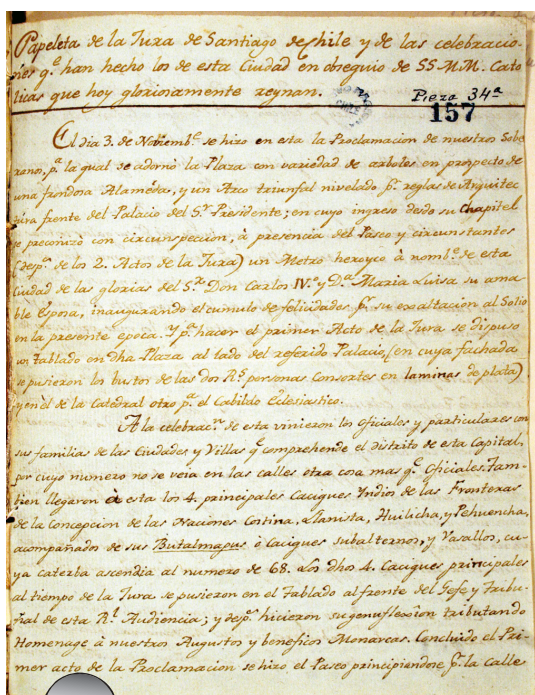 Papeleta de la Jura de Santiago de Chile y de las celebracio-
nes q.e han hecho los de esta Ciudad en obsequio de SS.M.M. Cato
licas que hoy gloriosamente reynan.
Pieza 34ª
157
El dia 3. de Noviemb.e se hizo en esta la Proclamacion de nuestros Sobe
ranos, p.a la qual se adornó la Plaza con variedad de arboles en prospecto de
una frondosa Alameda, y un Arco triunfal nivelado p.r reglas de Arquitec
tura frente del Palacio del S.r Presidente; en cuyo ingreso desde su Chapitel
se preconizó con circunspeccion, à presencia del Paseo y circunstantes
(desp.s de los 2. Actos de la Jura) un Metro heroyco à nomb.e de esta
Ciudad de las glorias del S.or Don Carlos IV.o y D.a Maria Luisa su ama
ble Esposa, inaugurando el cumulo de felicidades p.r su exaltacion al Solio
en la presente epoca. Y p.a hacer el primer Acto de la Jura se dispuso
un Tablado en dha Plaza al lado del referido Palacio, (en cuya fachada
se pusieron los bustos de las dos R.s personas Consortes en laminas de plata)
y en el de la Catedral otro p.a el Cabildo Eclesiastico.
A la celebrac.n de esta vinieron los Oficiales y particulares con
sus familias de las Ciudades y Villas q.e comprehende el distrito de esta Capital,
por cuyo numero no se veia en las calles otra cosa mas q.e Oficiales. Tam-
bien llegaron à esta los 4. principales Caciques Indios de las Fronteras
de la Concepcion de las Naciones Costina, Llanista, Huilicha, y Pehuencha,
acompañados de sus Butalmapus ò Caciques subalternos, y Vasallos, cu-
ya caterba ascendia al numero de 68. Los dho 4. Caciques principales
al tiempo de la Jura se pusieron en el Tablado al frente del Gefe y Tribu-
nal de esta R.l Audiencia; y desp.s hicieron su genuflexion tributando
Homenage à nuestros Augustos y beneficos Monarcas. Concluido el Pri-
mer acto de la Proclamacion se hizo el Paseo principiandose p.r la calle